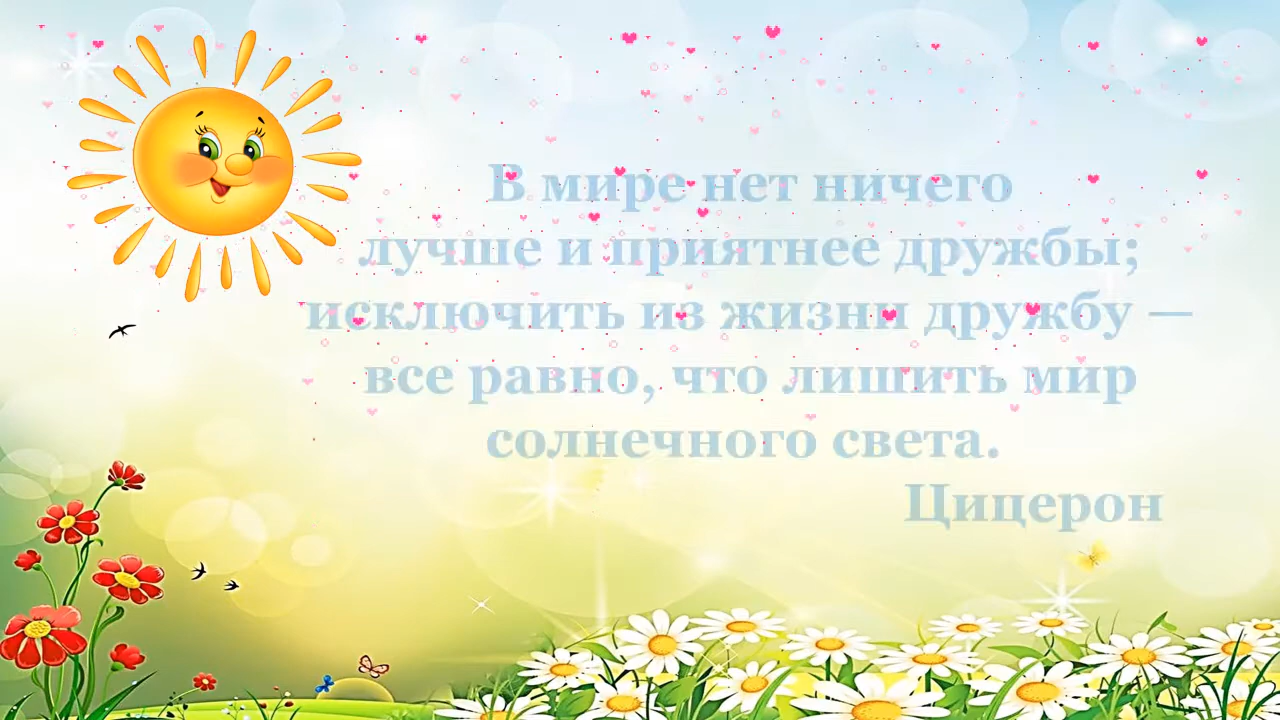 В мире нет ничего
лучше и приятнее дружбы;
исключить из жизни дружбу —
все равно, что лишить мир
солнечного света.
Цицерон